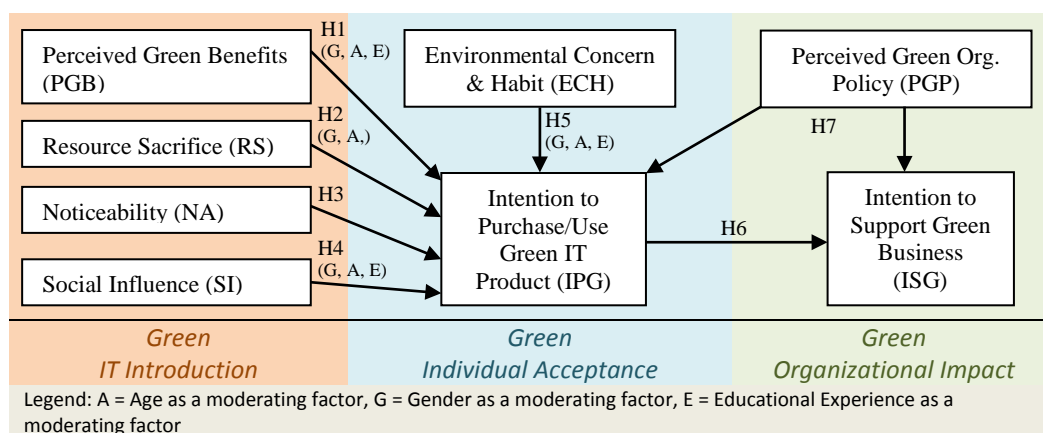 Perceived Green Benefits
(PGB)
H1
(G, A, E)
Resource Sacrifice (RS)
H2
(G, A,)
Noticeability (NA)
H3
Social Influence (SI)
H4
(G, A, E)
Environmental Concern
& Habit (ECH)
H5
(G, A, E)
Intention to
Purchase/Use
Green IT
Product (IPG)
H6
Perceived Green Org.
Policy (PGP)
H7
Intention to
Support Green
Business
(ISG)
Green
IT Introduction
Green
Individual Acceptance
Green
Organizational Impact
Legend: A = Age as a moderating factor, G = Gender as a moderating factor, E = Educational Experience as a
moderating factor